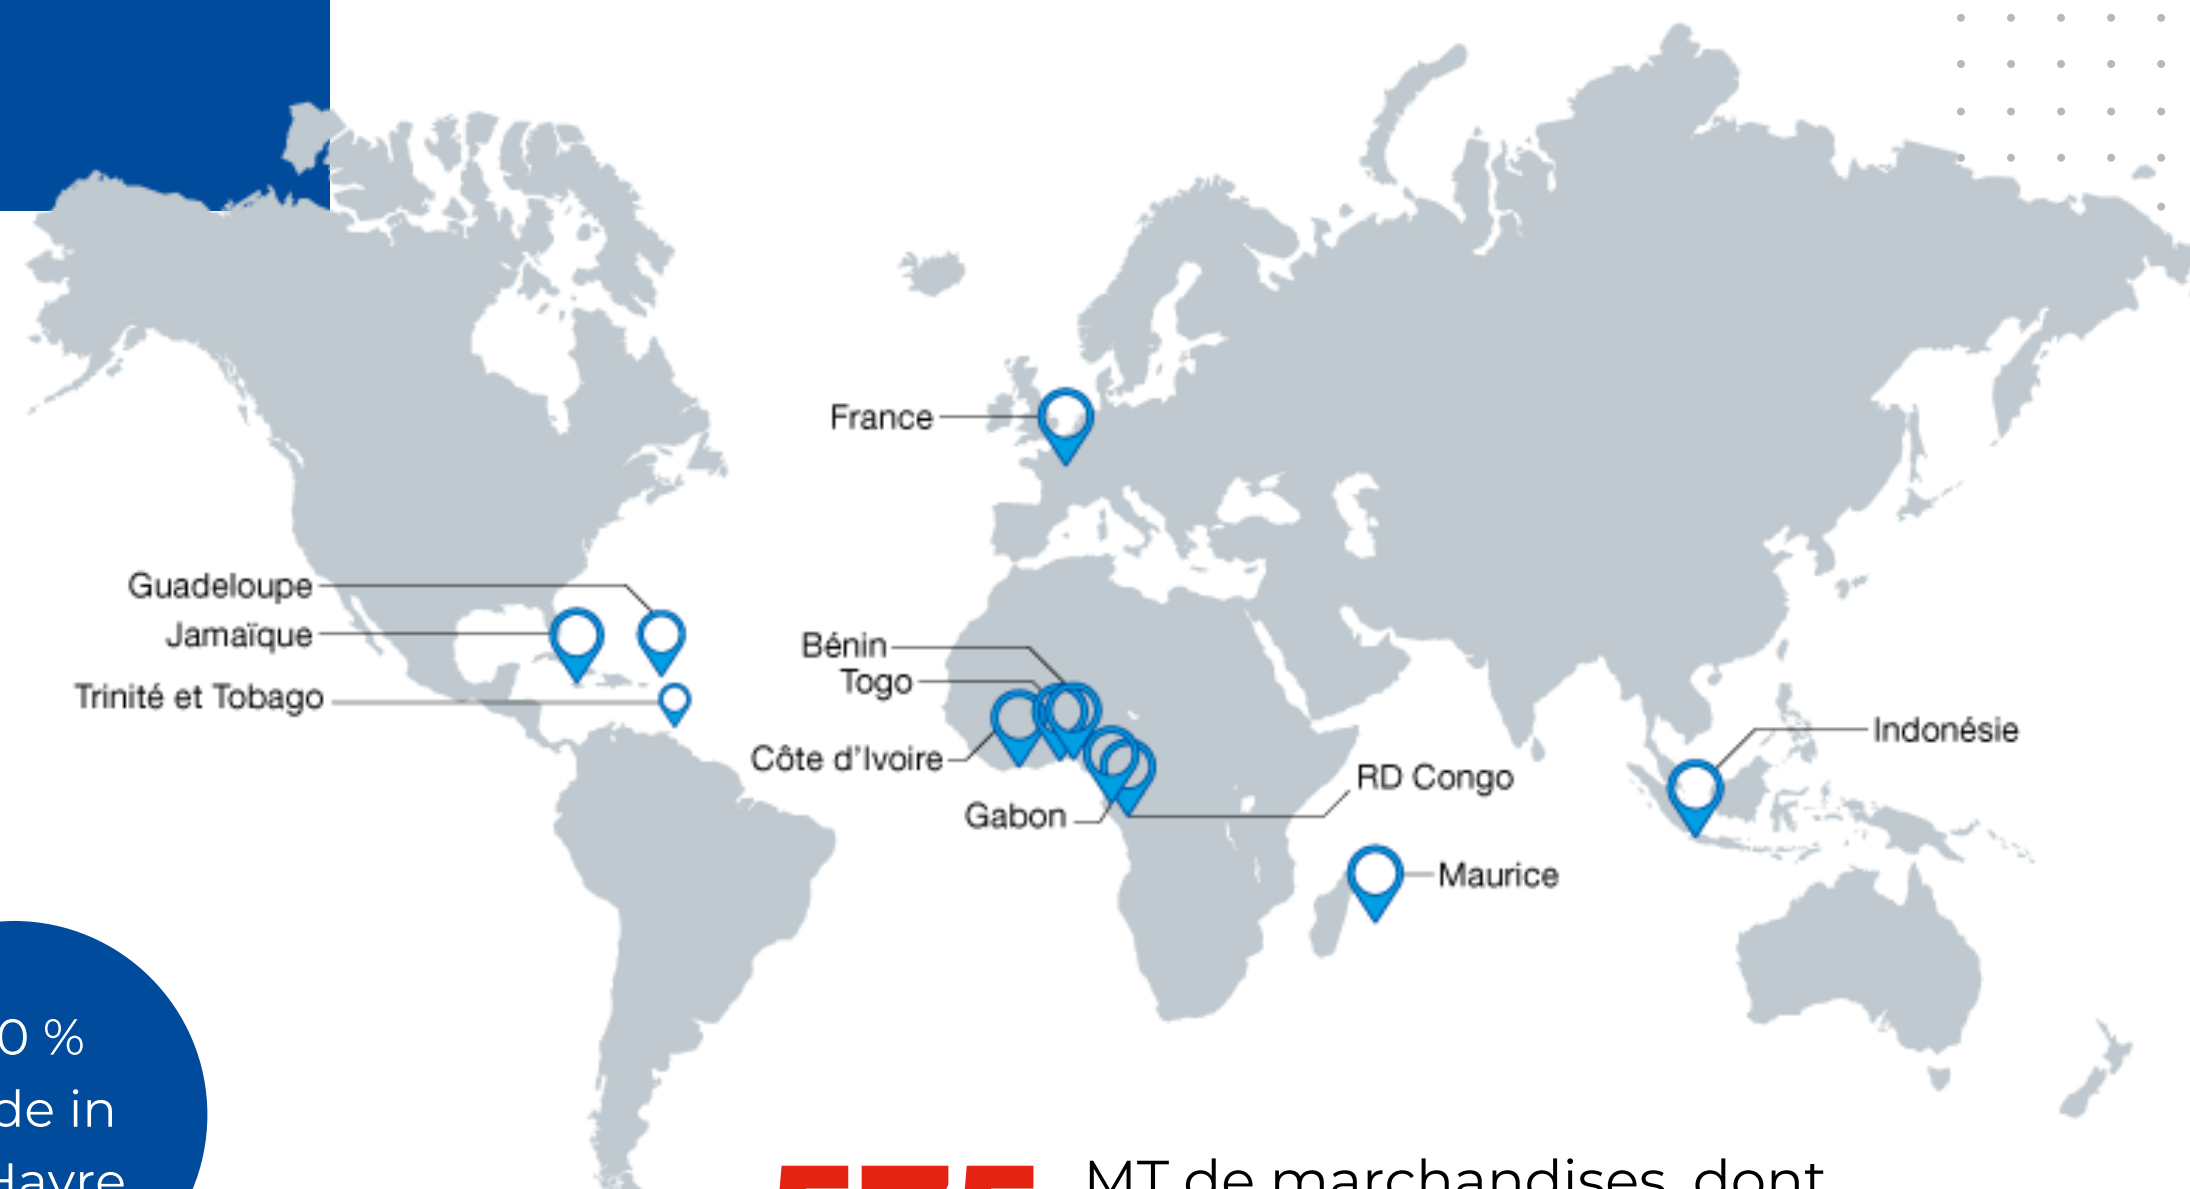 France
Guadeloupe
Jamaïque
Trinité et Tobago
Bénin
Togo
Côte d'Ivoire
Gabon
RD Congo
Maurice
Indonésie
0 %
de in
Havre
MT de marchandises, dont